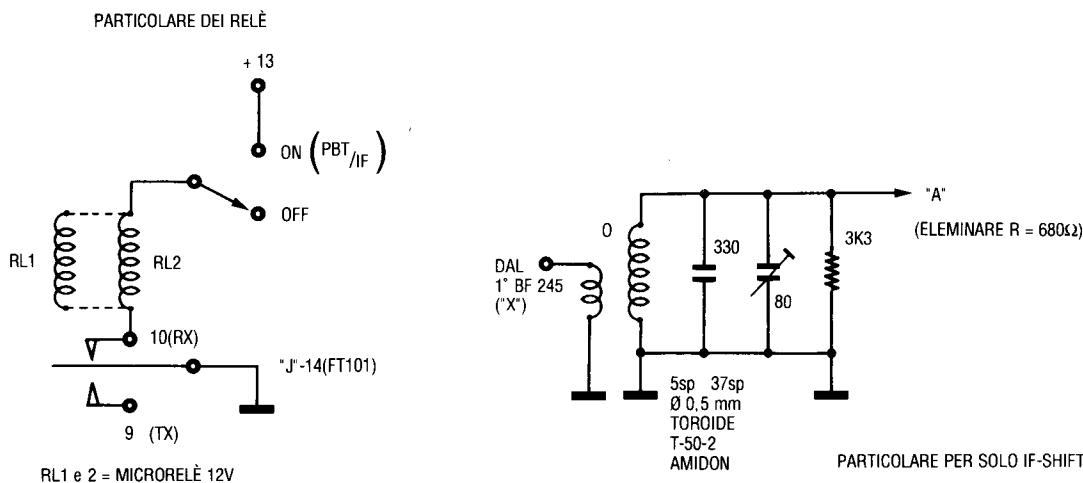 PARTICOLARE DEI RELÈ
+ 13
ON (PBT/IF)
OFF
RL1
RL2
10(RX)
"J"-14(FT101)
9 (TX)
RL1 e 2 = MICRORELÈ 12V
"A"
(ELEMINARE R = 680Ω)
0
330
3K3
80
DAL
1° BF 245
("X")
5sp 37sp
Ø 0,5 mm
TOROIDE
T-50-2
AMIDON
PARTICOLARE PER SOLO IF-SHIFT